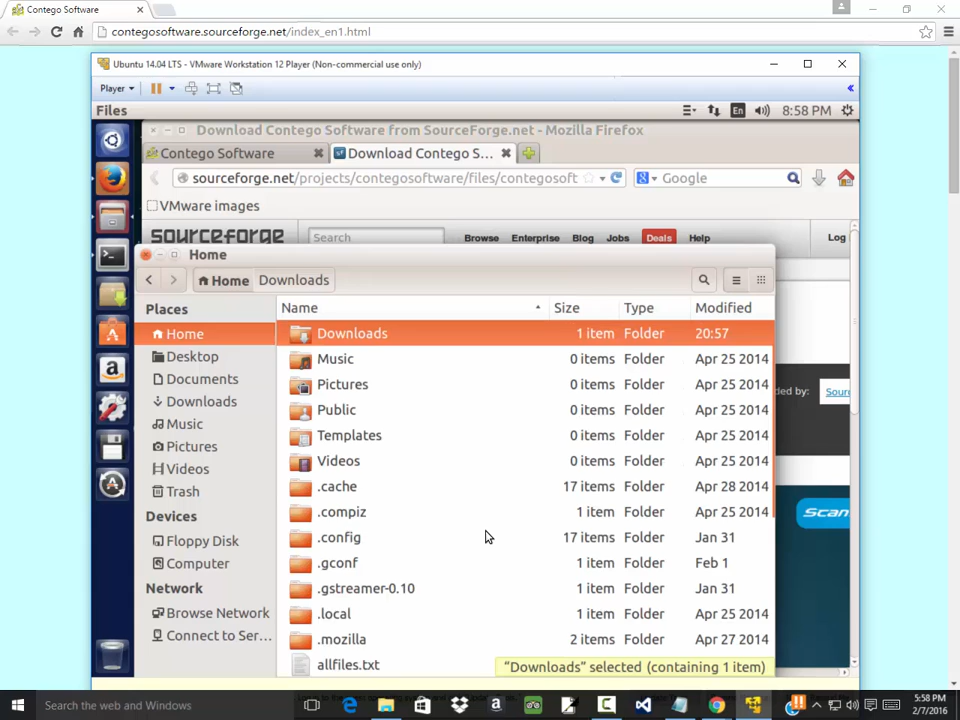 Contego Software
contegosoftware.sourceforge.net/index_en1.html
Ubuntu 14.04 LTS - VMware Workstation 12 Player (Non-commercial use only)
Player
Files
En
8:58 PM
Download Contego Software from SourceForge.net - Mozilla Firefox
Contego Software
Download Contego S...
sourceforge.net/projects/contegosoftware/files/contegosoft
Google
VMware images
sourceforge
Search
Browse Enterprise Blog Jobs Deals Help
Log
Home
Home Downloads
Places
Name Size Type Modified
Home
Downloads 1 item Folder 20:57
Desktop
Music 0 items Folder Apr 25 2014
Documents
Pictures 0 items Folder Apr 25 2014
Downloads
Public 0 items Folder Apr 25 2014
Music
Templates 0 items Folder Apr 25 2014
Pictures
Videos 0 items Folder Apr 25 2014
Videos
.cache 17 items Folder Apr 28 2014
Trash
.compiz 1 item Folder Apr 25 2014
Devices
.config 17 items Folder Jan 31
Floppy Disk
.gconf 1 item Folder Feb 1
Computer
.gstreamer-0.10 1 item Folder Jan 31
Network
.local 1 item Folder Apr 25 2014
Browse Network
.mozilla 2 items Folder Apr 27 2014
Connect to Ser...
allfiles.txt
"Downloads" selected (containing 1 item)
ded by:
Sour
Scan
Search the web and Windows
5:58 PM
2/7/2016